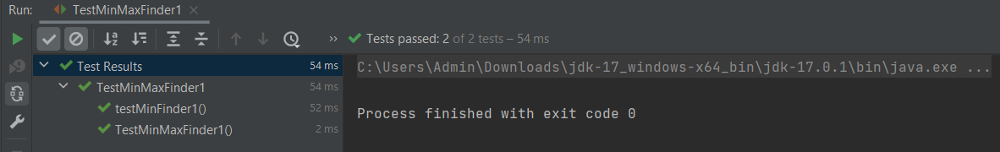 Run: TestMinMaxFinder1
Tests passed: 2 of 2 tests – 54 ms
Test Results 54 ms
TestMinMaxFinder1 54 ms
testMinFinder1() 52 ms
TestMinMaxFinder1() 2 ms
C:\Users\Admin\Downloads\jdk-17_windows-x64_bin\jdk-17.0.1\bin\java.exe ...
Process finished with exit code 0